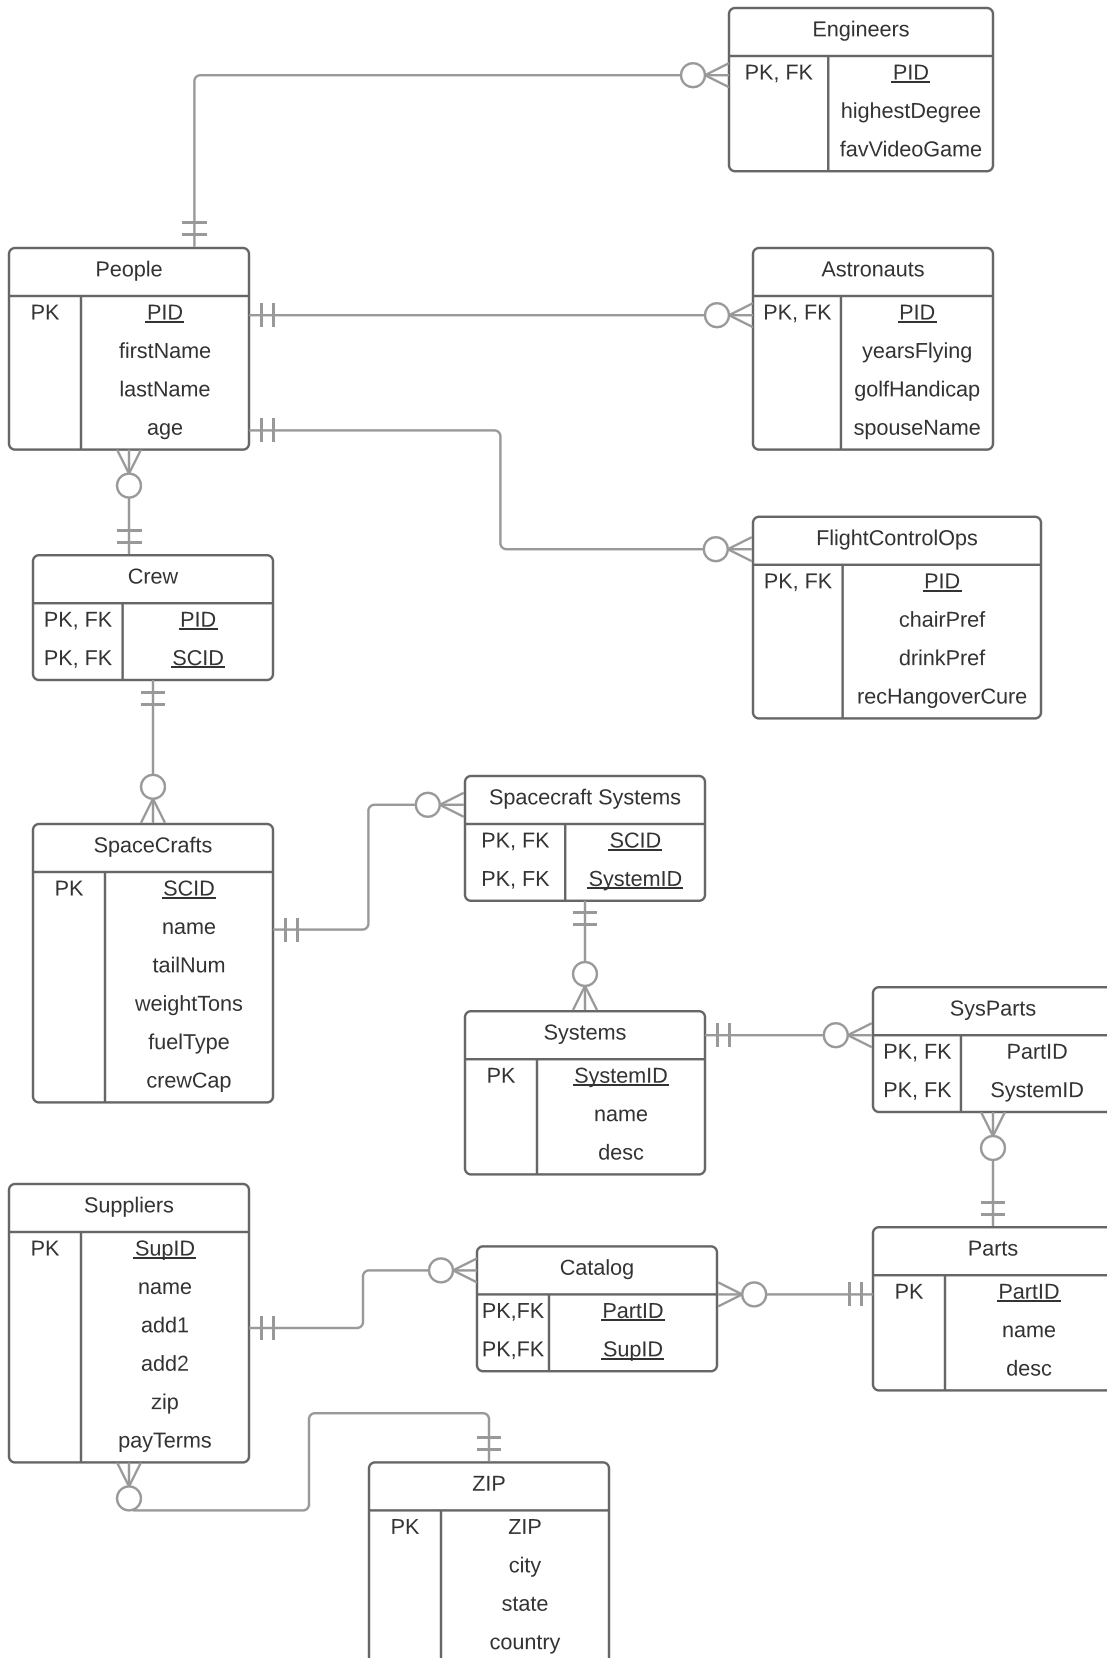 Engineers
PK, FK PID
highestDegree
favVideoGame
People
PK PID
firstName
lastName
age
Astronauts
PK, FK PID
yearsFlying
golfHandicap
spouseName
FlightControlOps
PK, FK PID
chairPref
drinkPref
recHangoverCure
Crew
PK, FK PID
PK, FK SCID
Spacecraft Systems
PK, FK SCID
PK, FK SystemID
SpaceCrafts
PK SCID
name
tailNum
weightTons
fuelType
crewCap
Systems
PK SystemID
name
desc
SysParts
PK, FK PartID
PK, FK SystemID
Suppliers
PK SupID
name
add1
add2
zip
payTerms
Catalog
PK,FK PartID
PK,FK SupID
Parts
PK PartID
name
desc
ZIP
PK ZIP
city
state
country